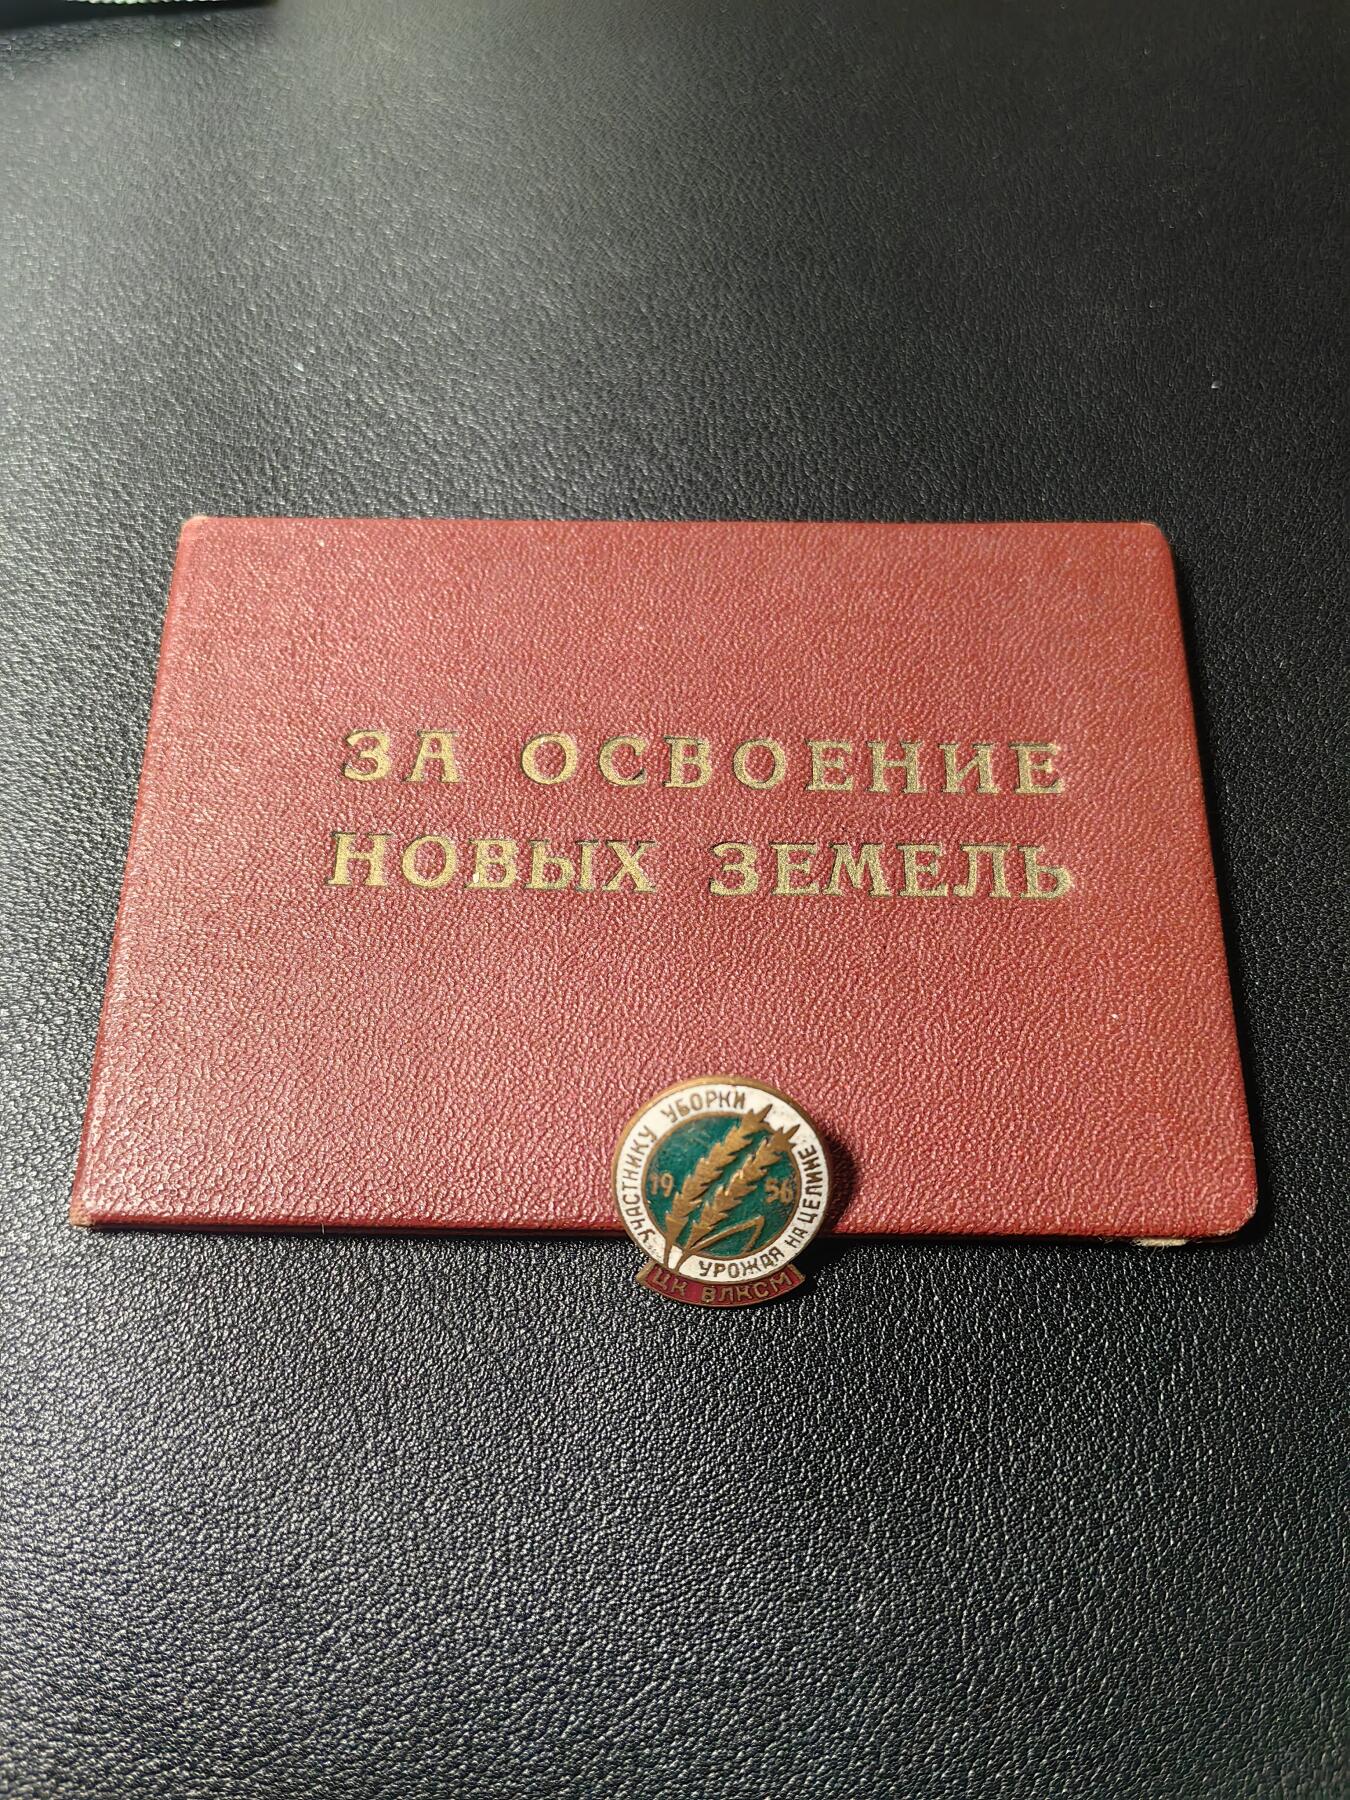 ЗА ОСВОЕНИЕ
НОВЫХ ЗЕМЕЛЬ
УЧАСТНИКУ УБОРКИ
УРОЖАЯ НА ЦЕЛИНЕ
19 56
ЦК ВЛКСМ